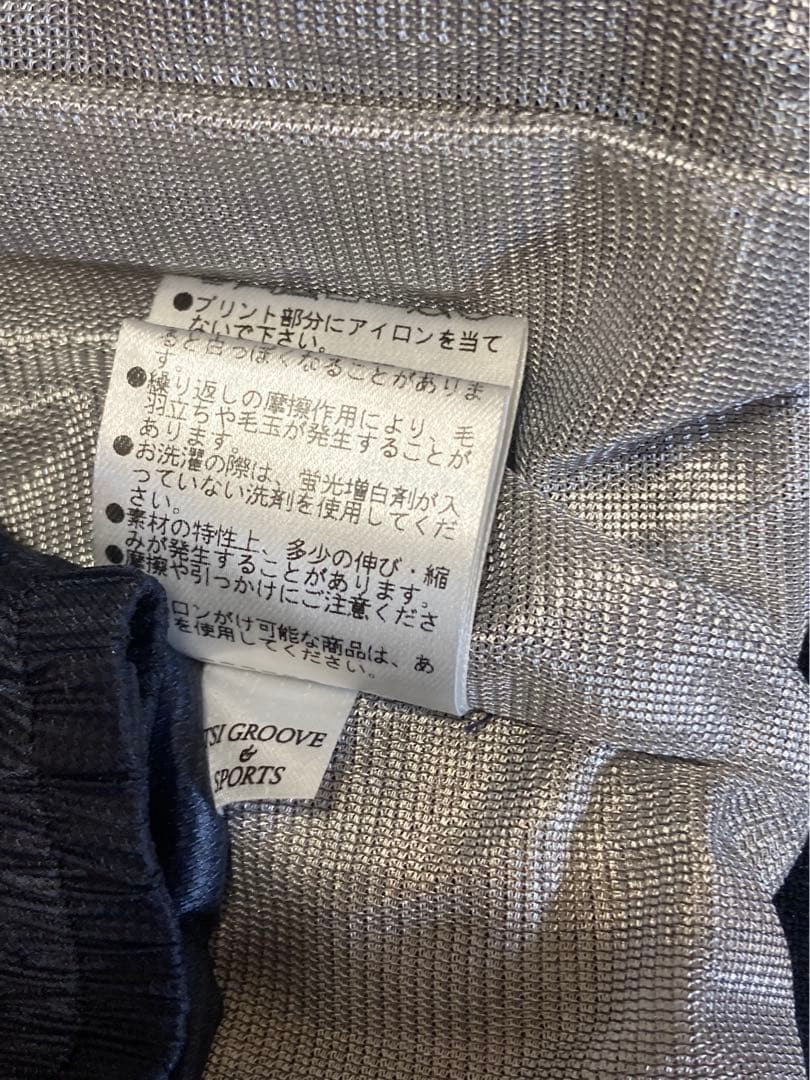 ●プリント部分にアイロンを当て
ないで下さい。
ると白っぽくなることがありま
す。
●繰り返しの摩擦作用により、毛
羽立ちや毛玉が発生することが
あります。
●お洗濯の際は、蛍光増白剤が入
っていない洗剤を使用してくだ
さい。
●素材の特性上、多少の伸び・縮
みが発生することがあります。
●摩擦や引っかけにご注意くださ
ロンがけ可能な商品は、あ
を使用してください。
TSI GROOVE
&
SPORTS